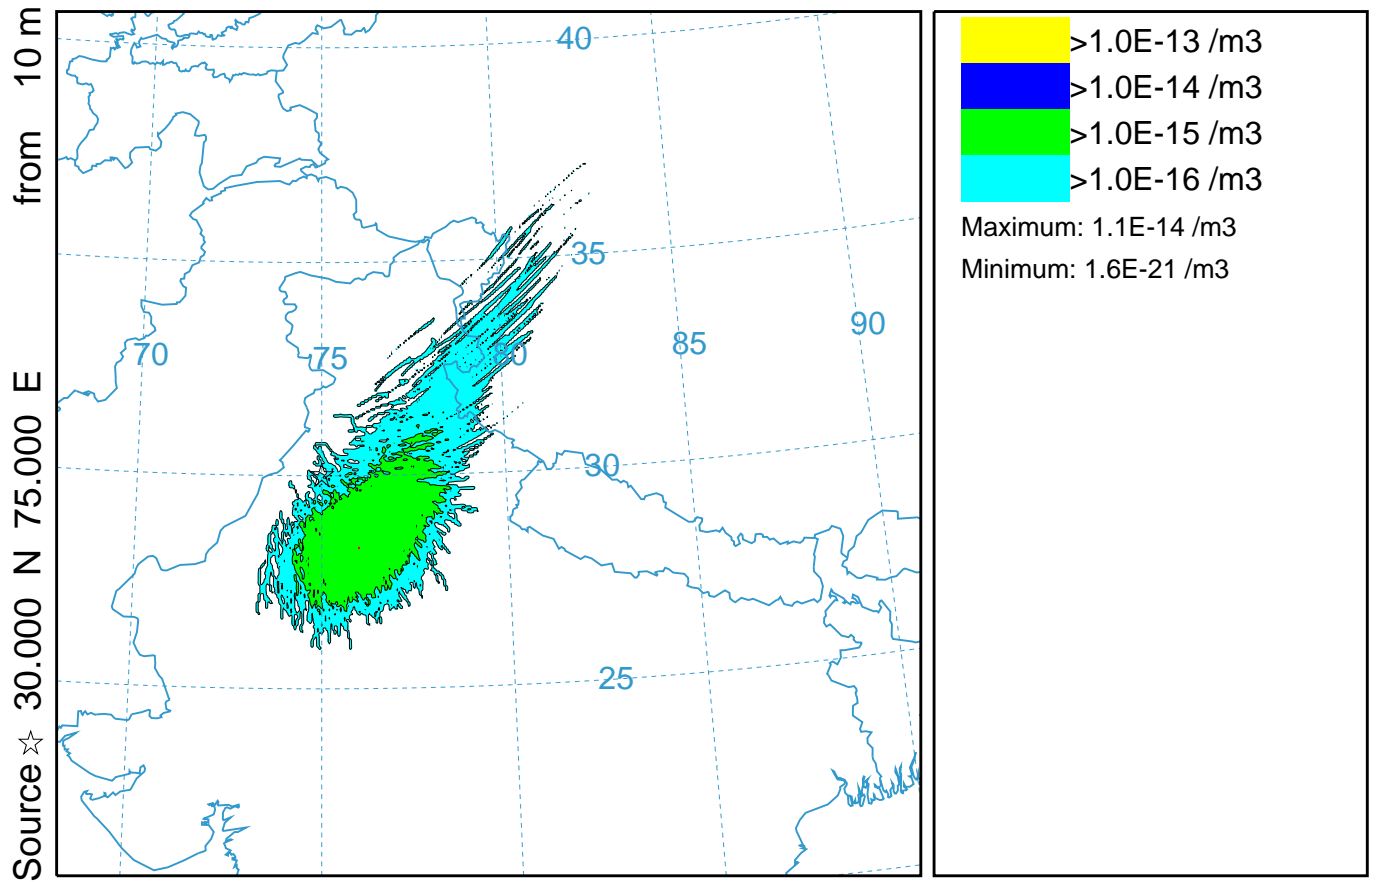 Source ☆ 30.000 N 75.000 E from 10 m
40
35
90
85
70
75
80
30
25
>1.0E-13 /m3
>1.0E-14 /m3
>1.0E-15 /m3
>1.0E-16 /m3
Maximum: 1.1E-14 /m3
Minimum: 1.6E-21 /m3